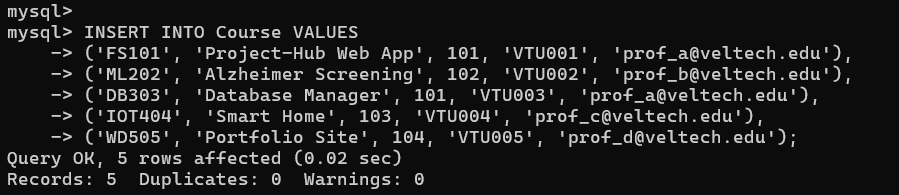 mysql>
mysql> INSERT INTO Course VALUES
    -> ('FS101', 'Project-Hub Web App', 101, 'VTU001', 'prof_a@veltech.edu'),
    -> ('ML202', 'Alzheimer Screening', 102, 'VTU002', 'prof_b@veltech.edu'),
    -> ('DB303', 'Database Manager', 101, 'VTU003', 'prof_a@veltech.edu'),
    -> ('IOT404', 'Smart Home', 103, 'VTU004', 'prof_c@veltech.edu'),
    -> ('WD505', 'Portfolio Site', 104, 'VTU005', 'prof_d@veltech.edu');
Query OK, 5 rows affected (0.02 sec)
Records: 5  Duplicates: 0  Warnings: 0